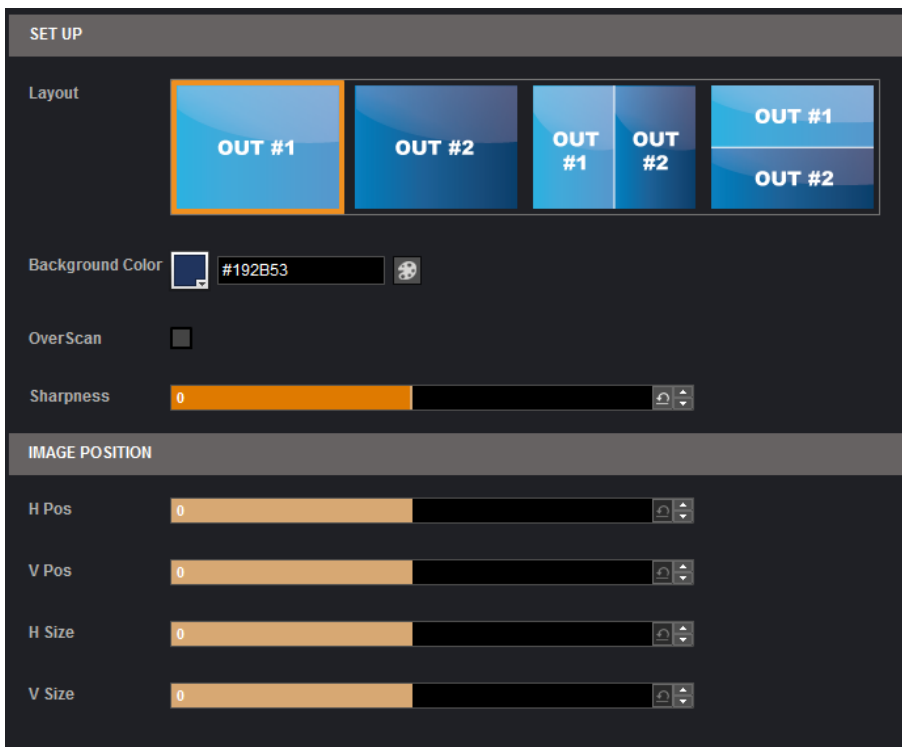 SET UP
Layout
OUT #1
OUT #2
OUT
#1
OUT
#2
OUT #1
OUT #2
Background Color
#192B53
OverScan
Sharpness
0
IMAGE POSITION
H Pos
0
V Pos
0
H Size
0
V Size
0